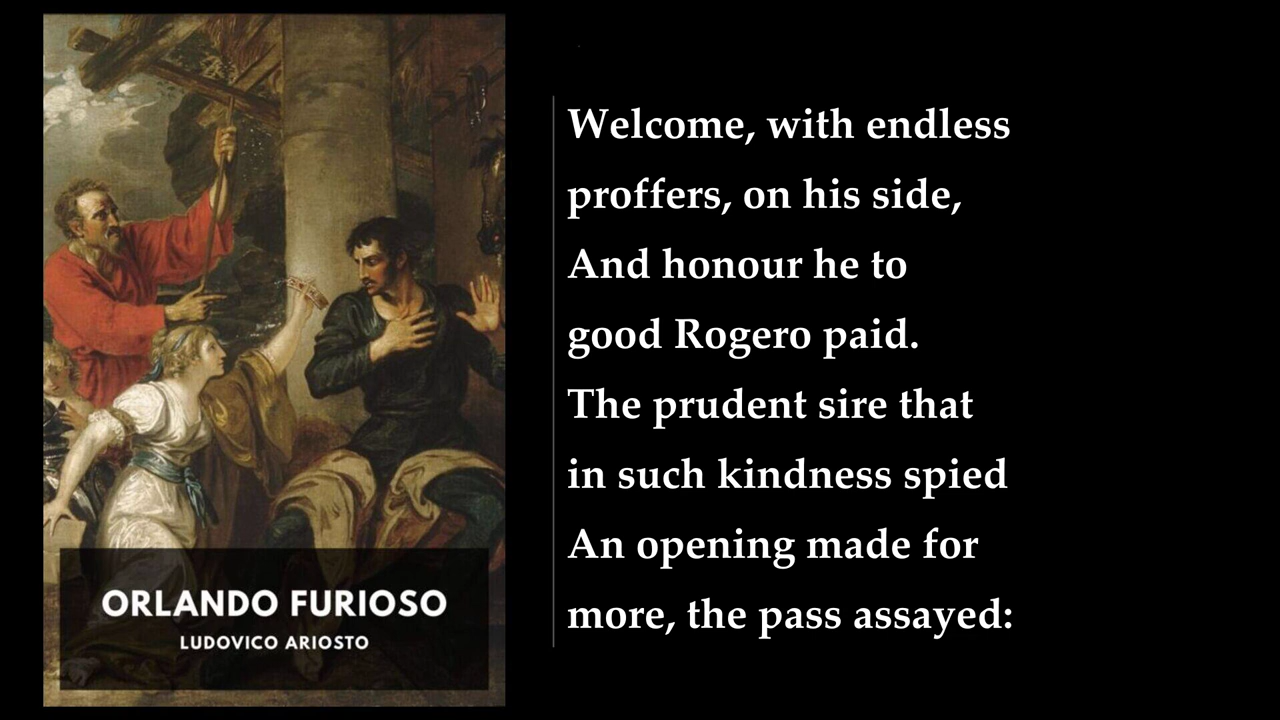 ORLANDO FURIOSO
LUDOVICO ARIOSTO
Welcome, with endless
proffers, on his side,
And honour he to
good Rogero paid.
The prudent sire that
in such kindness spied
An opening made for
more, the pass assayed: